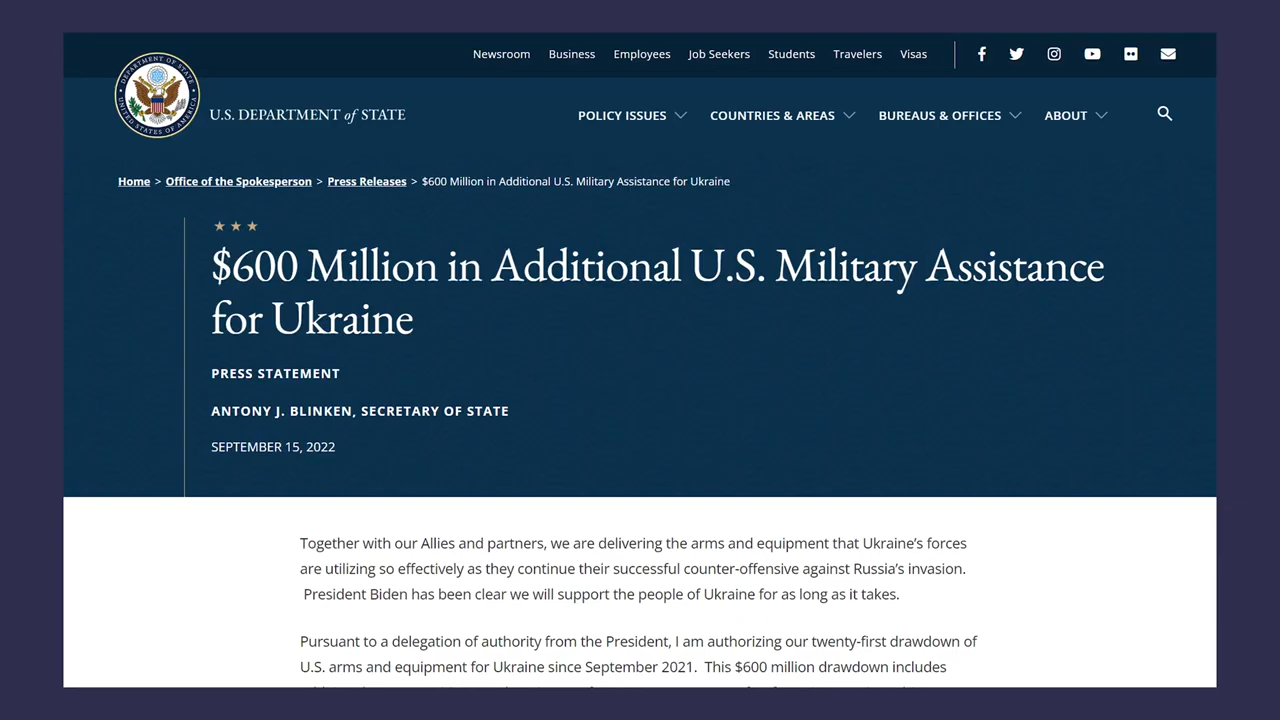 Newsroom Business Employees Job Seekers Students Travelers Visas
U.S. DEPARTMENT of STATE
POLICY ISSUES COUNTRIES & AREAS BUREAUS & OFFICES ABOUT
Home > Office of the Spokesperson > Press Releases > $600 Million in Additional U.S. Military Assistance for Ukraine
$600 Million in Additional U.S. Military Assistance
for Ukraine
PRESS STATEMENT
ANTONY J. BLINKEN, SECRETARY OF STATE
SEPTEMBER 15, 2022
Together with our Allies and partners, we are delivering the arms and equipment that Ukraine’s forces
are utilizing so effectively as they continue their successful counter-offensive against Russia’s invasion.
President Biden has been clear we will support the people of Ukraine for as long as it takes.
Pursuant to a delegation of authority from the President, I am authorizing our twenty-first drawdown of
U.S. arms and equipment for Ukraine since September 2021. This $600 million drawdown includes